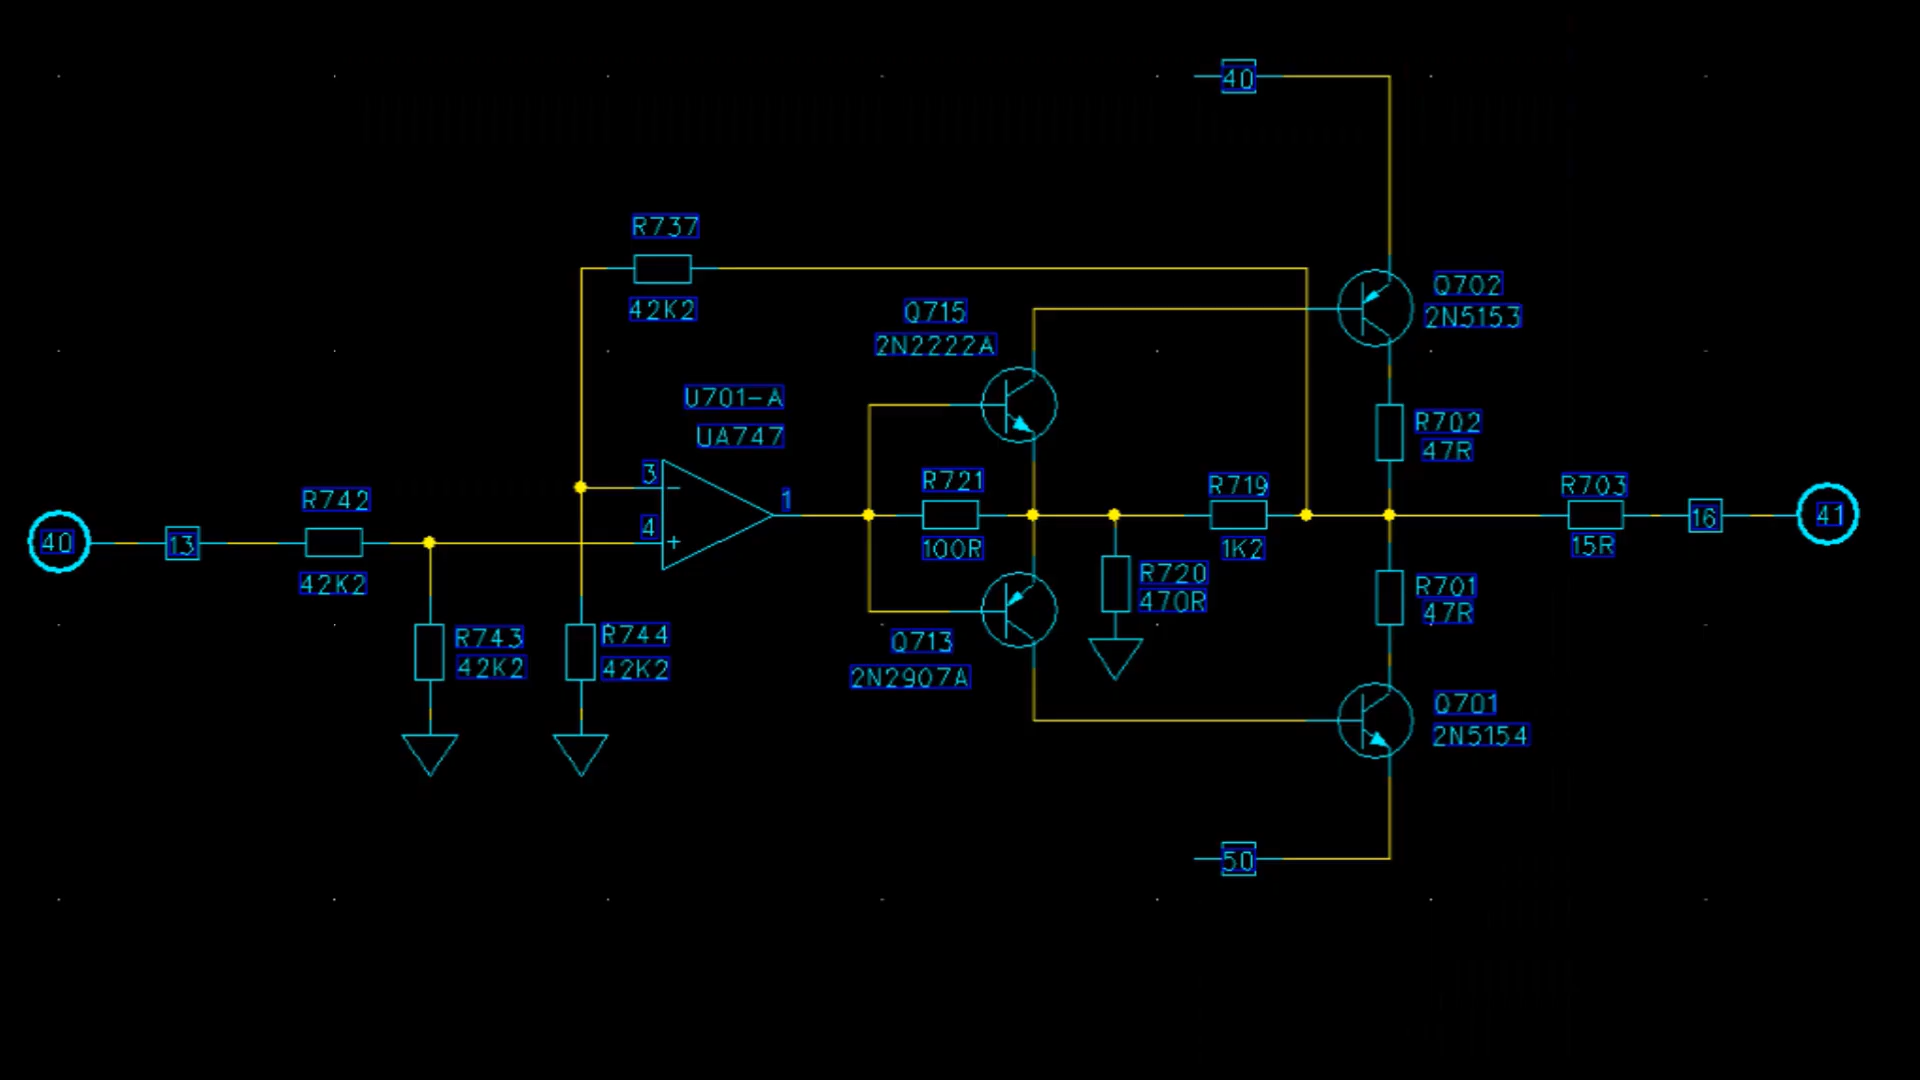 40
R737
42K2
Q702
2N5153
Q715
2N2222A
U701-A
UA747
R702
47R
3
4
1
R721
100R
R719
1K2
R703
15R
16
41
40
13
R742
42K2
R720
470R
R701
47R
R743
42K2
R744
42K2
Q713
2N2907A
Q701
2N5154
50